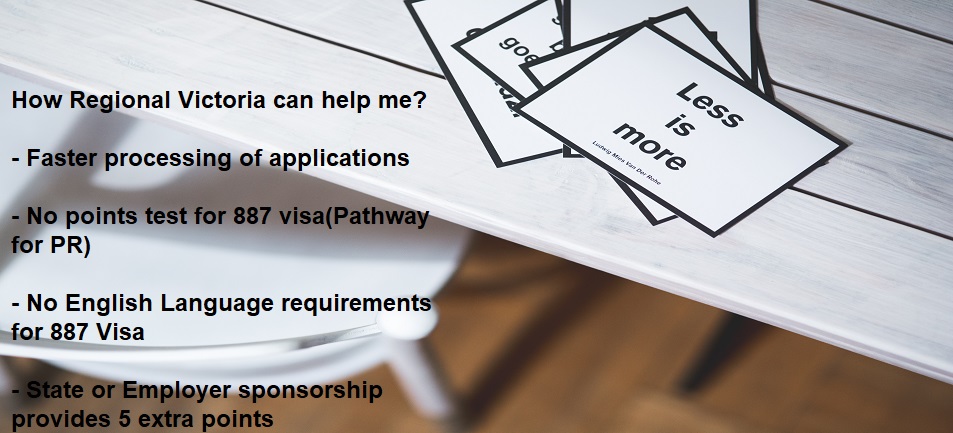 How Regional Victoria can help me?
- Faster processing of applications
- No points test for 887 visa(Pathway
for PR)
- No English Language requirements
for 887 Visa
- State or Employer sponsorship
provides 5 extra points
goe
Less
is
more
Ludwig Mies Van Der Rohe